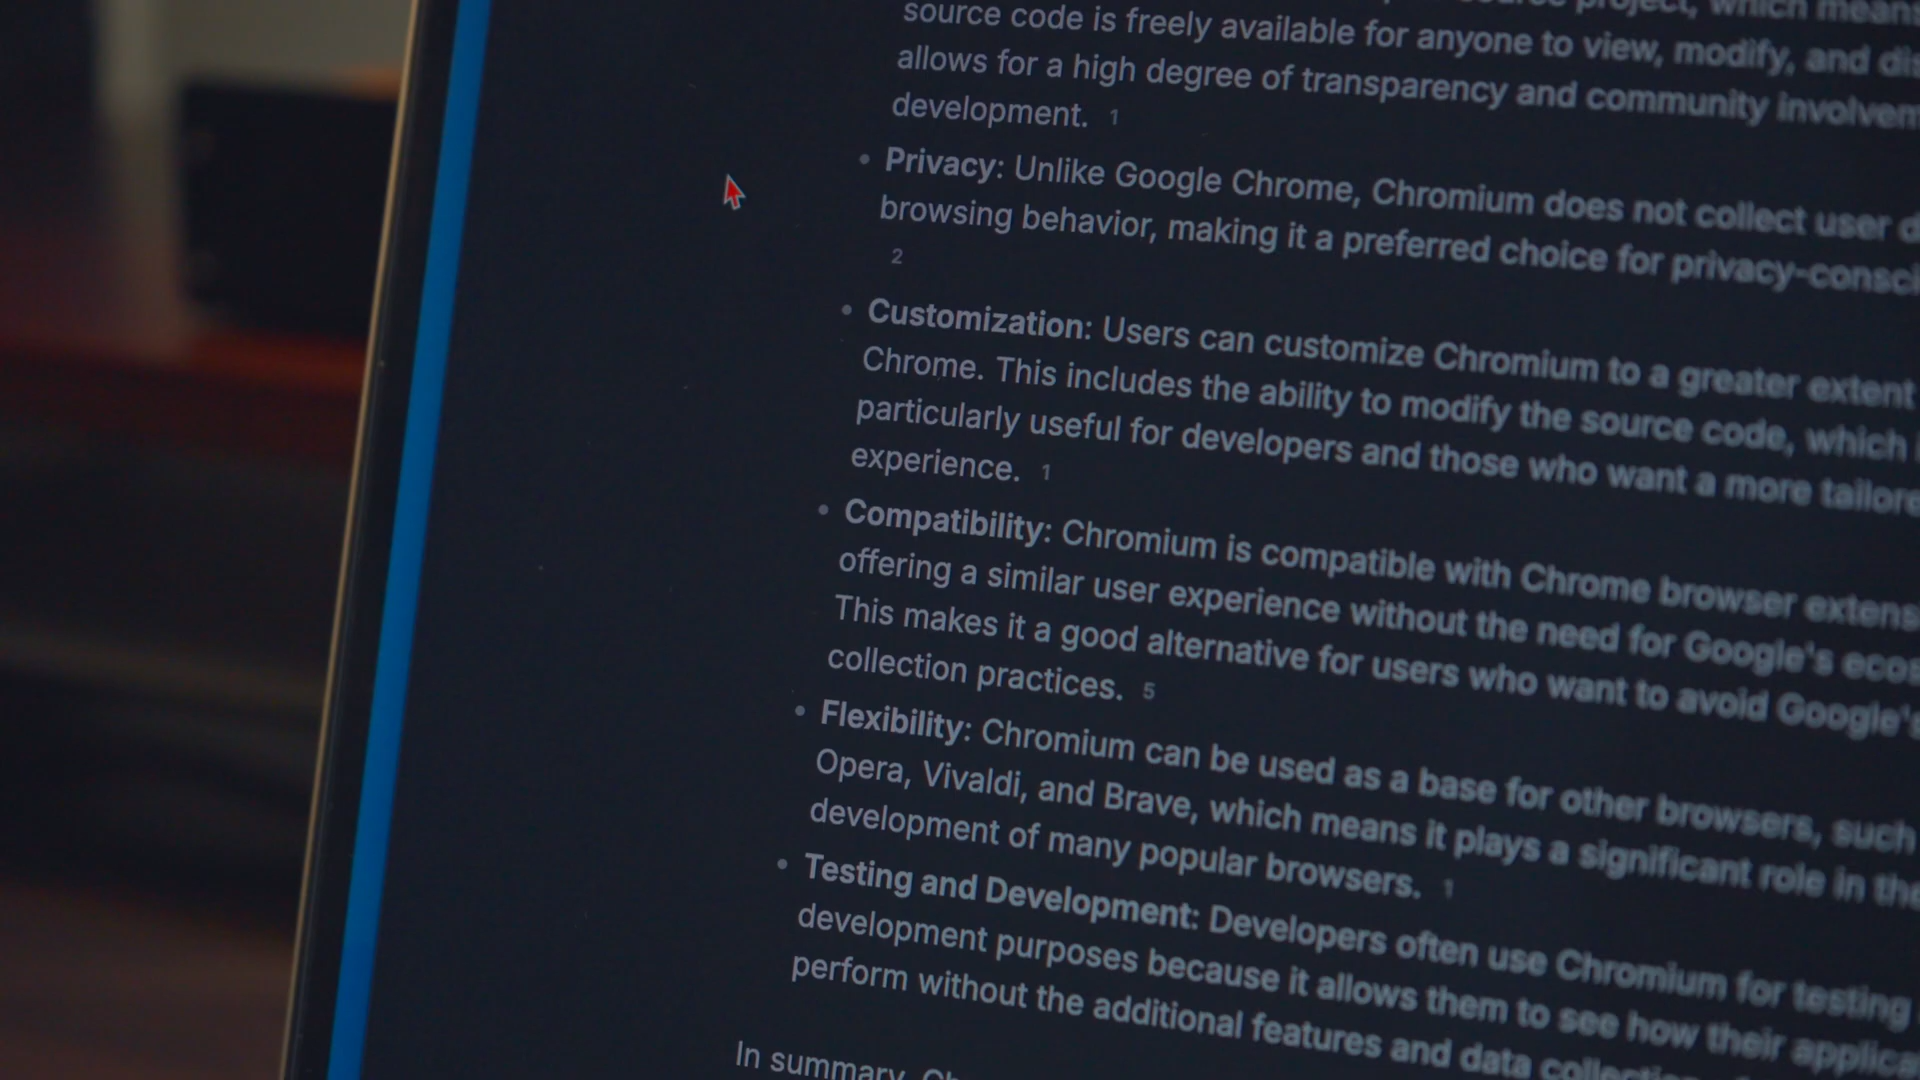 source project, which means
source code is freely available for anyone to view, modify, and
allows for a high degree of transparency and community
development. 1
• Privacy: Unlike Google Chrome, Chromium does not collect user
browsing behavior, making it a preferred choice for
2
• Customization: Users can customize Chromium to a greater extent
Chrome. This includes the ability to modify the source code, which
particularly useful for developers and those who want a more
experience. 1
• Compatibility: Chromium is compatible with Chrome browser
offering a similar user experience without the need for Google's
This makes it a good alternative for users who want to avoid Google's
collection practices. 5
• Flexibility: Chromium can be used as a base for other browsers, such
Opera, Vivaldi, and Brave, which means it plays a significant role in the
development of many popular browsers. 1
• Testing and Development: Developers often use Chromium for testing
development purposes because it allows them to see how their
perform without the additional features and data
In summary,